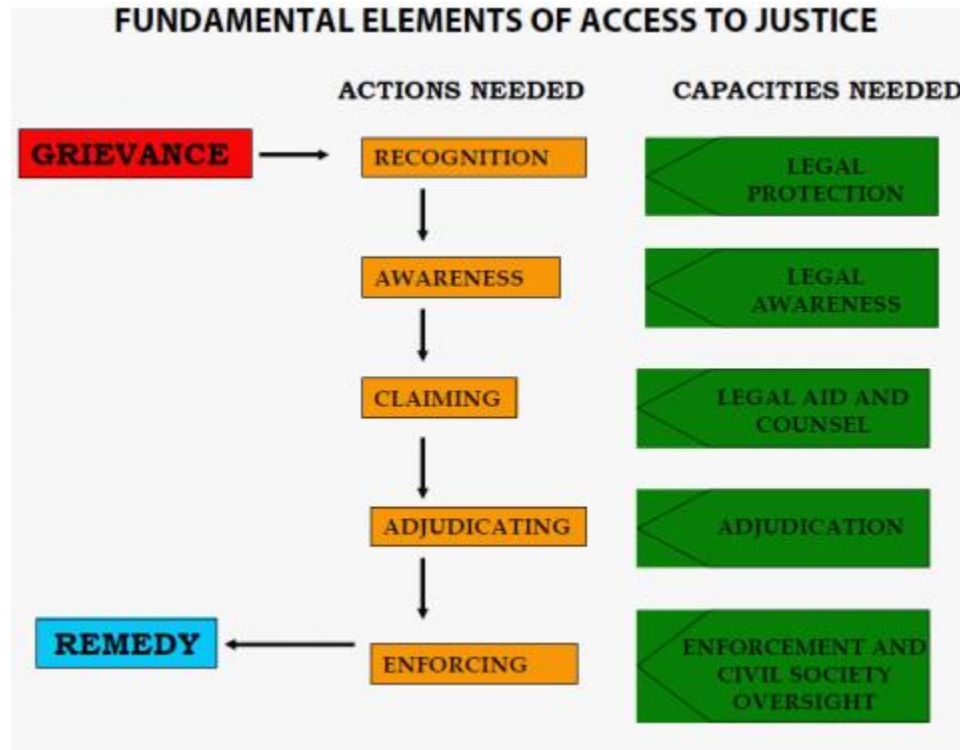 FUNDAMENTAL ELEMENTS OF ACCESS TO JUSTICE
ACTIONS NEEDED
CAPACITIES NEEDED
GRIEVANCE
RECOGNITION
LEGAL
PROTECTION
AWARENESS
LEGAL
AWARENESS
CLAIMING
LEGAL AID AND
COUNSEL
ADJUDICATING
ADJUDICATION
REMEDY
ENFORCING
ENFORCEMENT AND
CIVIL SOCIETY
OVERSIGHT